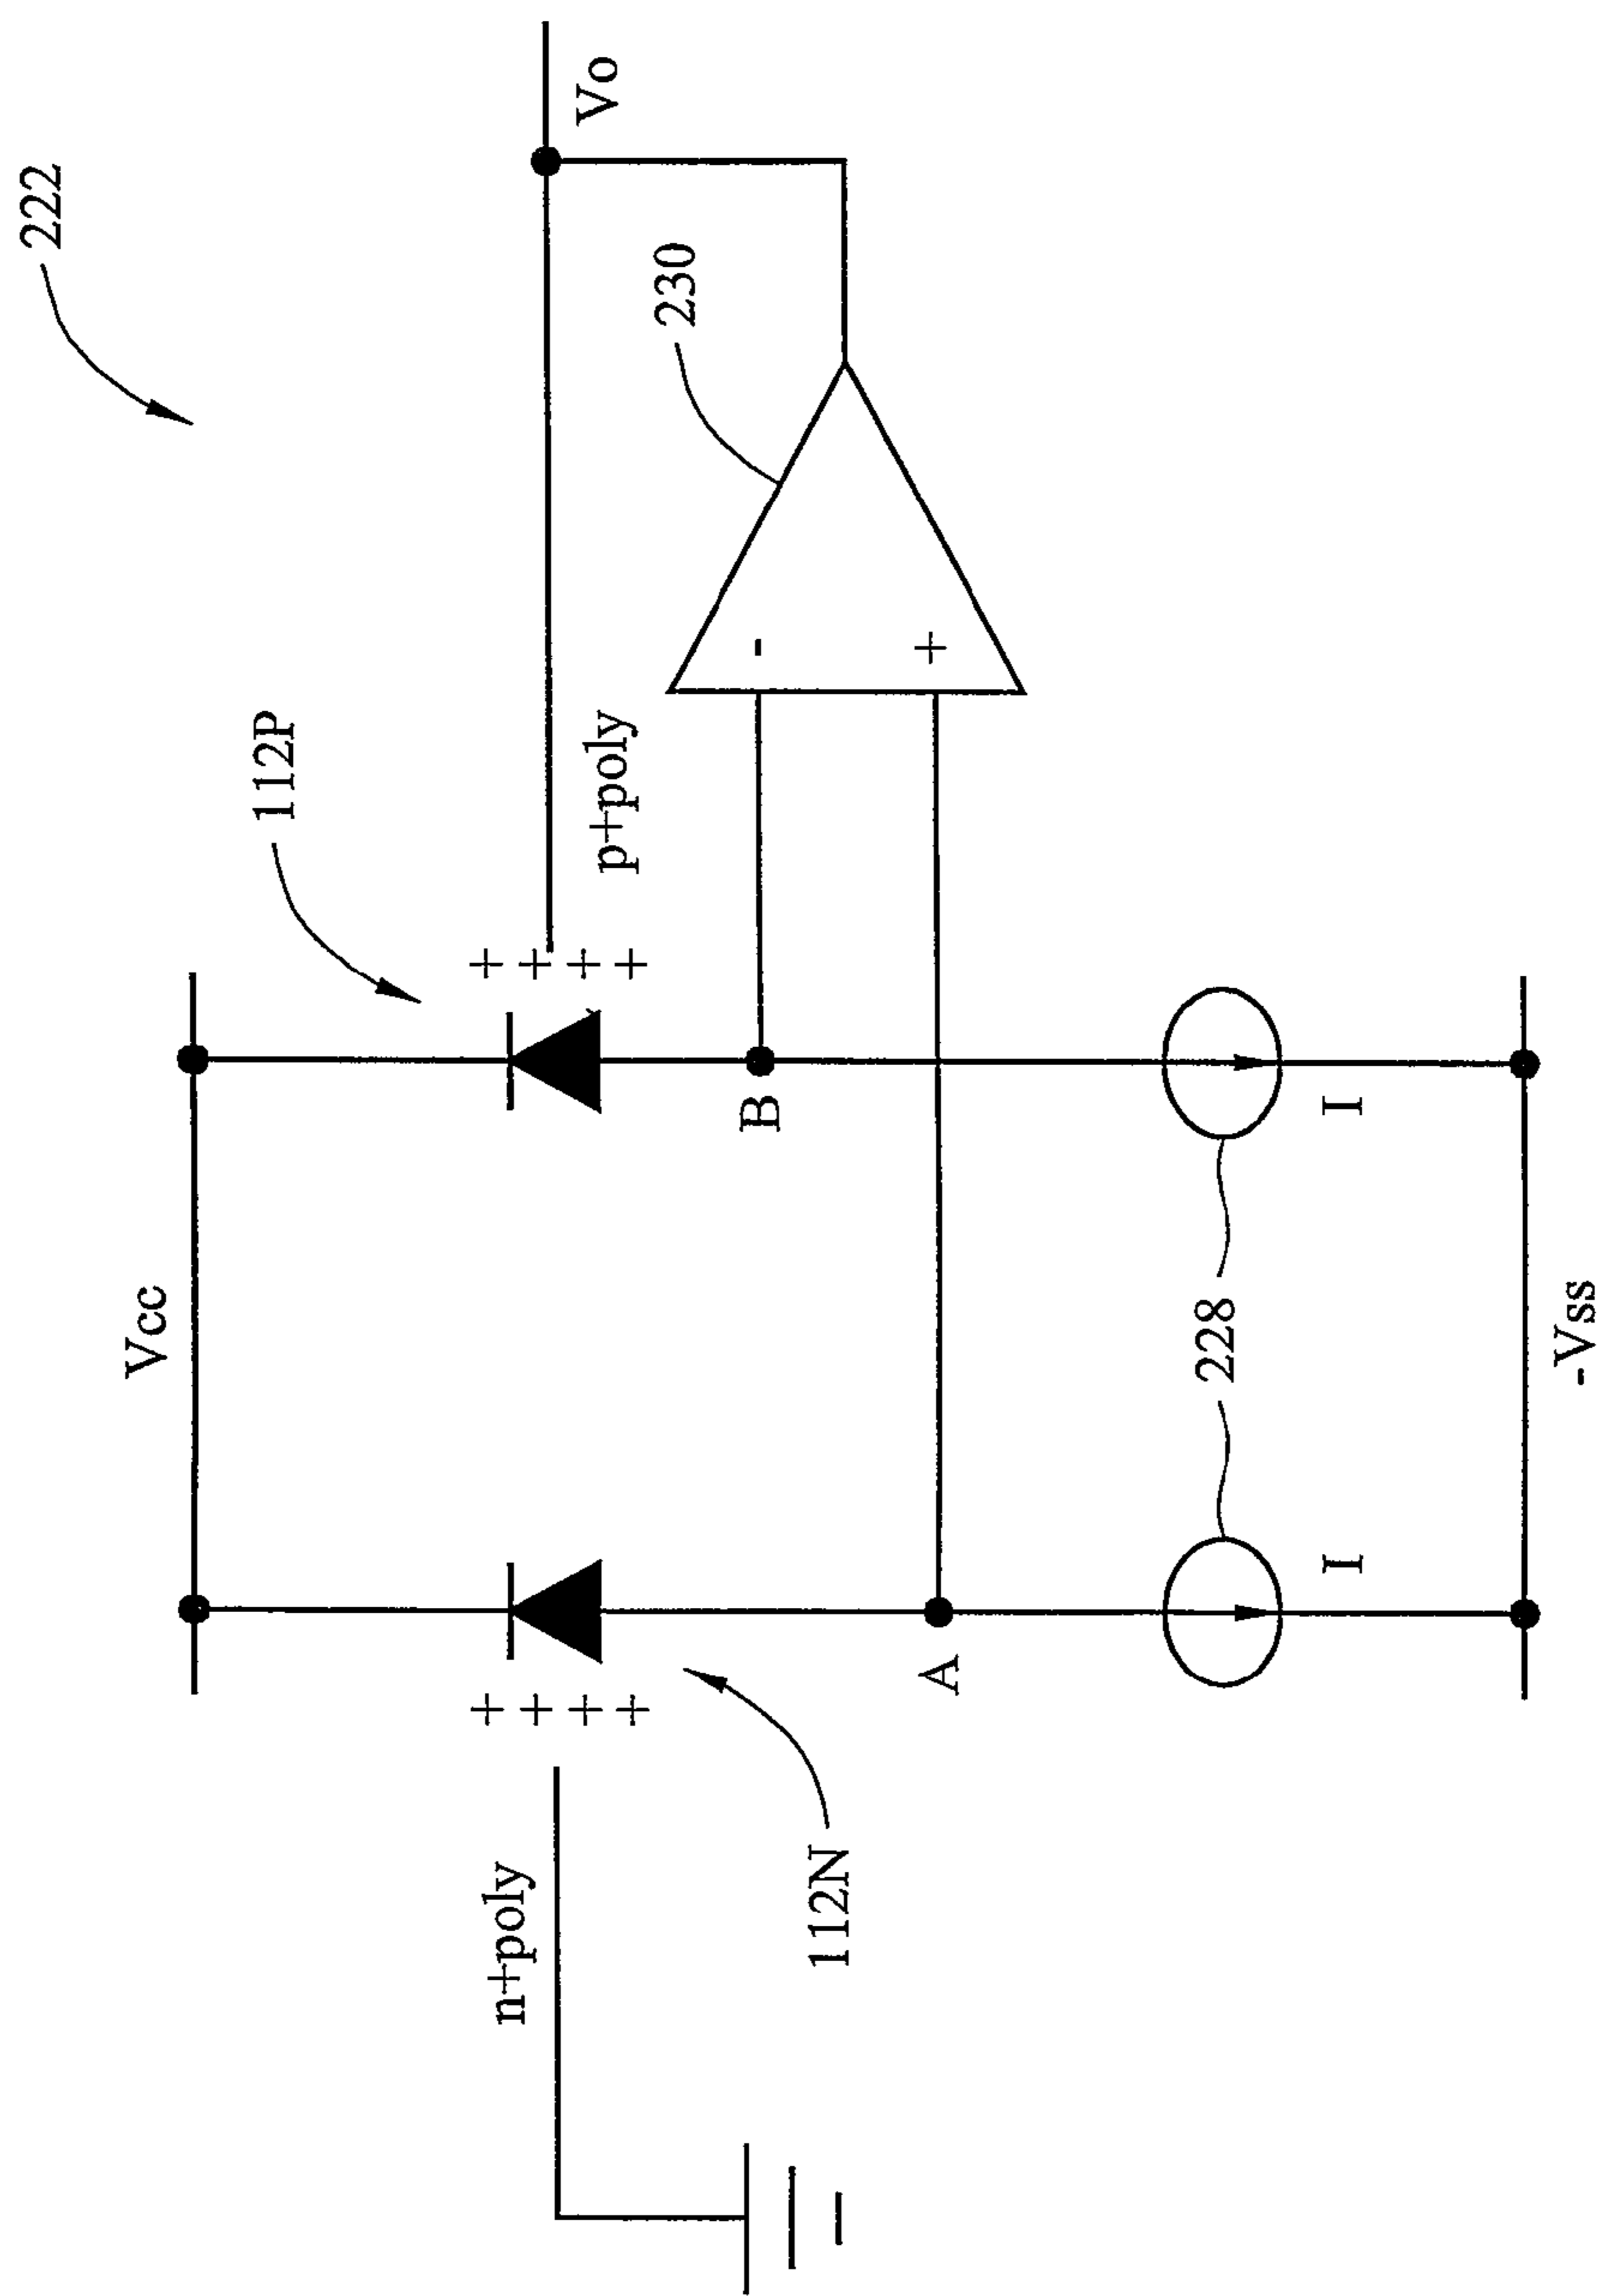 222
Vcc
112P
+ + + +
p+poly
Vo
230
-
+
B
n+poly
+ + + +
112N
A
228
I
I
-Vss